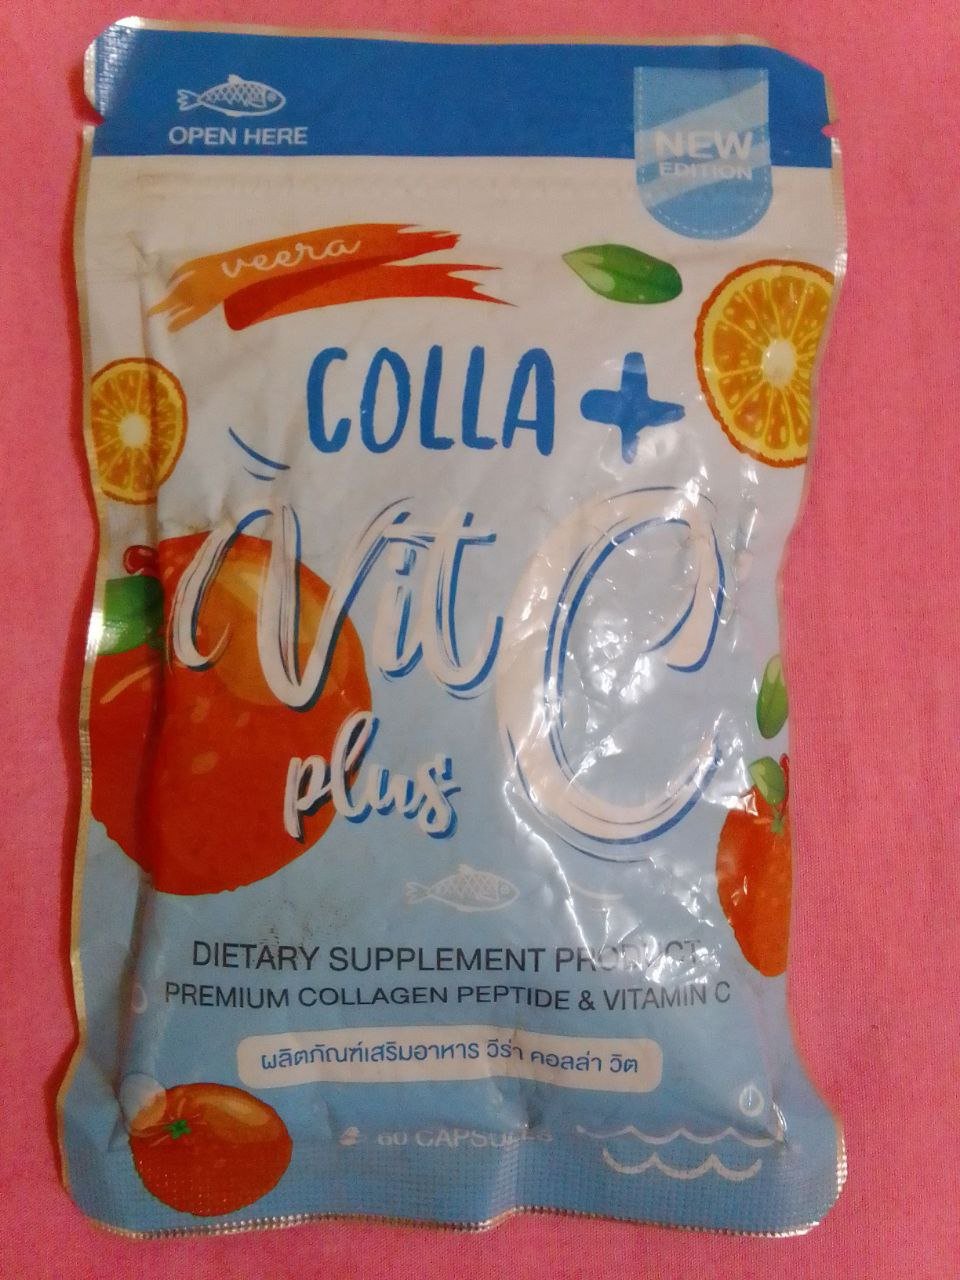 OPEN HERE
NEW
EDITION
veera
COLLA +
Vit C
plus
DIETARY SUPPLEMENT PRODUCT
PREMIUM COLLAGEN PEPTIDE & VITAMIN C
ผลิตภัณฑ์เสริมอาหาร วีร่า คอลล่า วิต
60 CAPSULES